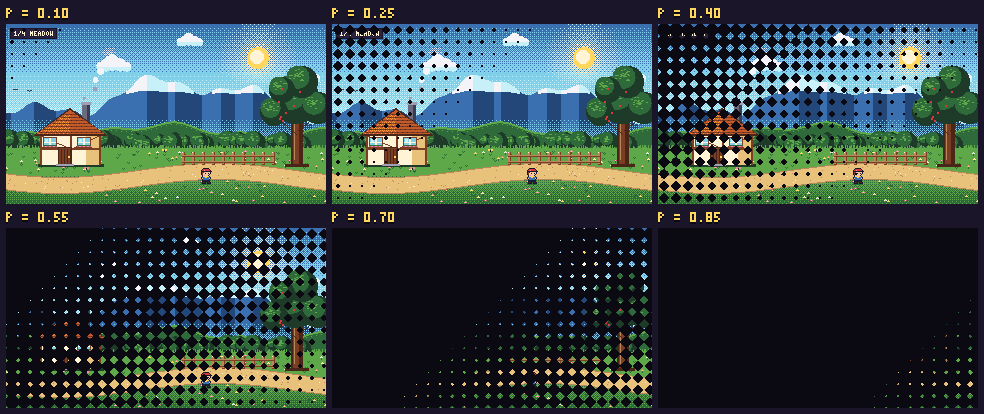 P = 0.10
P = 0.25
P = 0.40
1/4 MEADOW
P = 0.55
P = 0.70
P = 0.85